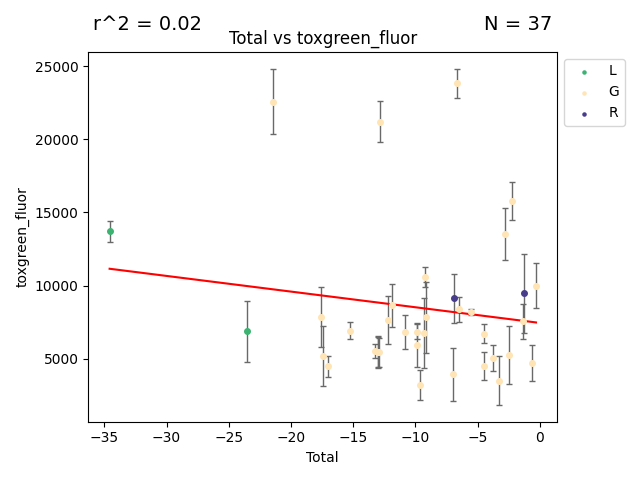 r^2 = 0.02
N = 37
Total vs toxgreen_fluor
25000
20000
15000
10000
5000
toxgreen_fluor
−35
−30
−25
−20
−15
−10
−5
0
Total
L
G
R